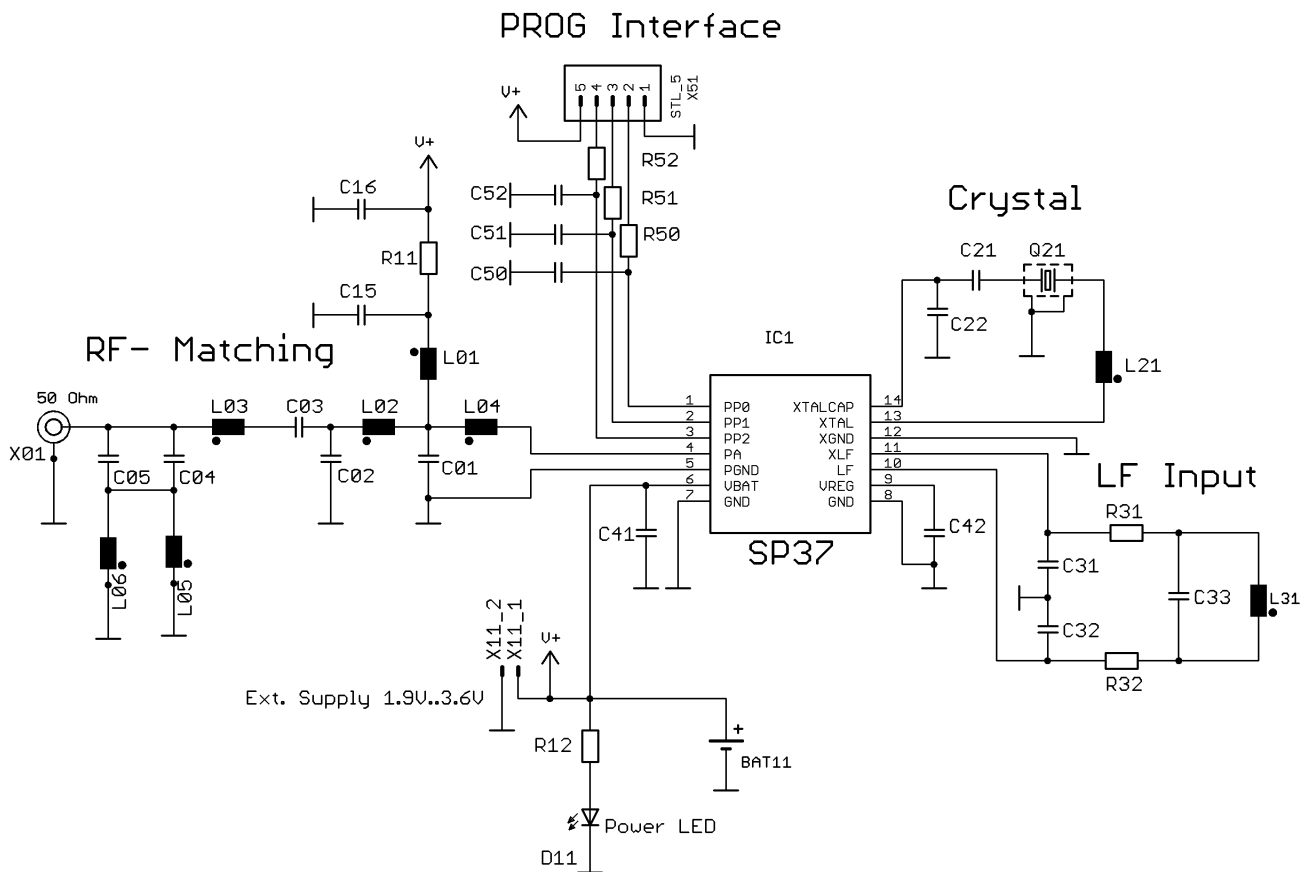 PROG Interface
5 4 3 2 1
STL_5
X51
V+
V+
R52
C16
C52
R51
Crystal
C51
R50
R11
C21
Q21
C50
C15
C22
IC1
RF- Matching
L01
L21
50 Ohm
L03
C03
L02
L04
X01
C05
C04
C02
C01
1 PP0 XTALCAP 14
2 PP1 XTAL 13
3 PP2 XGND 12
4 PA XLF 11
5 PGND LF 10
6 VBAT VREG 9
7 GND GND 8
LF Input
R31
C41
C42
SP37
C31
C33
L31
L06
L05
C32
R32
X11_2
X11_1
V+
Ext. Supply 1.9V..3.6V
R12
+
BAT11
Power LED
D11